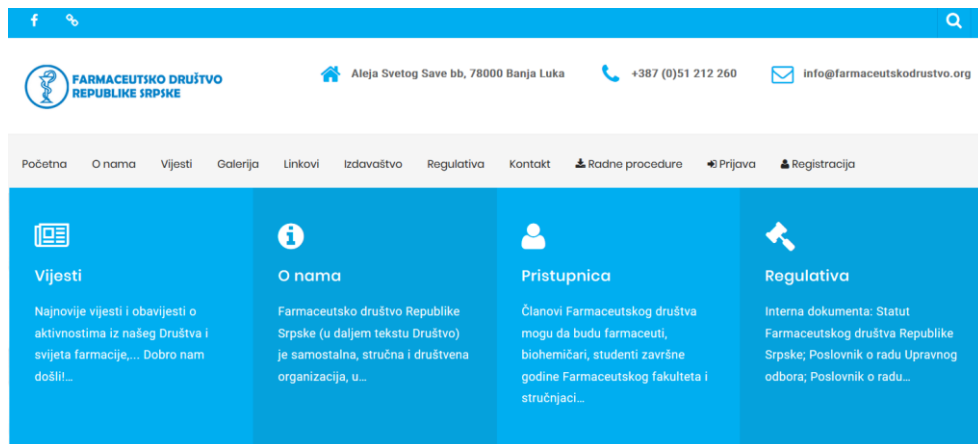 FARMACEUTSKO DRUŠTVO
REPUBLIKE SRPSKE
Aleja Svetog Save bb, 78000 Banja Luka
+387 (0)51 212 260
info@farmaceutskodrustvo.org
Početna
O nama
Vijesti
Galerija
Linkovi
Izdavaštvo
Regulativa
Kontakt
Radne procedure
Prijava
Registracija
Vijesti
Najnovije vijesti i obavijesti o
aktivnostima iz našeg Društva i
svijeta farmacije,... Dobro nam
došli!...
O nama
Farmaceutsko društvo Republike
Srpske (u daljem tekstu Društvo)
je samostalna, stručna i društvena
organizacija, u...
Pristupnica
Članovi Farmaceutskog društva
mogu da budu farmaceuti,
biohemičari, studenti završne
godine Farmaceutskog fakulteta i
stručnjaci...
Regulativa
Interna dokumenta: Statut
Farmaceutskog društva Republike
Srpske; Poslovnik o radu Upravnog
odbora; Poslovnik o radu...